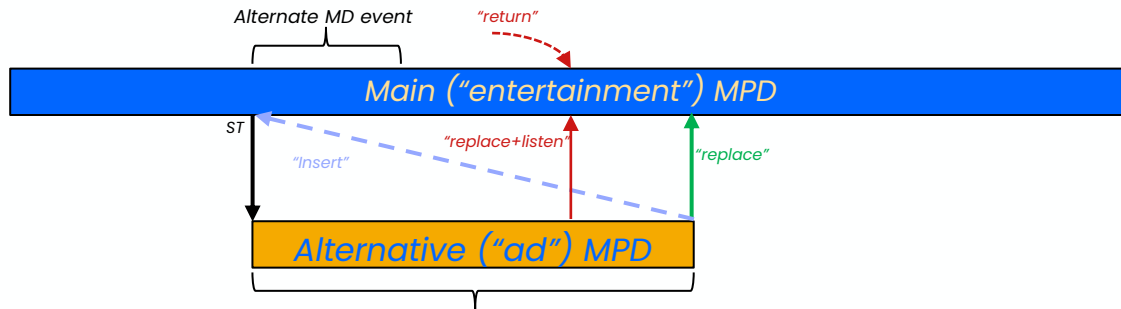 Alternate MD event
“return”
Main (“entertainment”) MPD
ST
“replace+listen”
“Insert”
“replace”
Alternative (“ad”) MPD